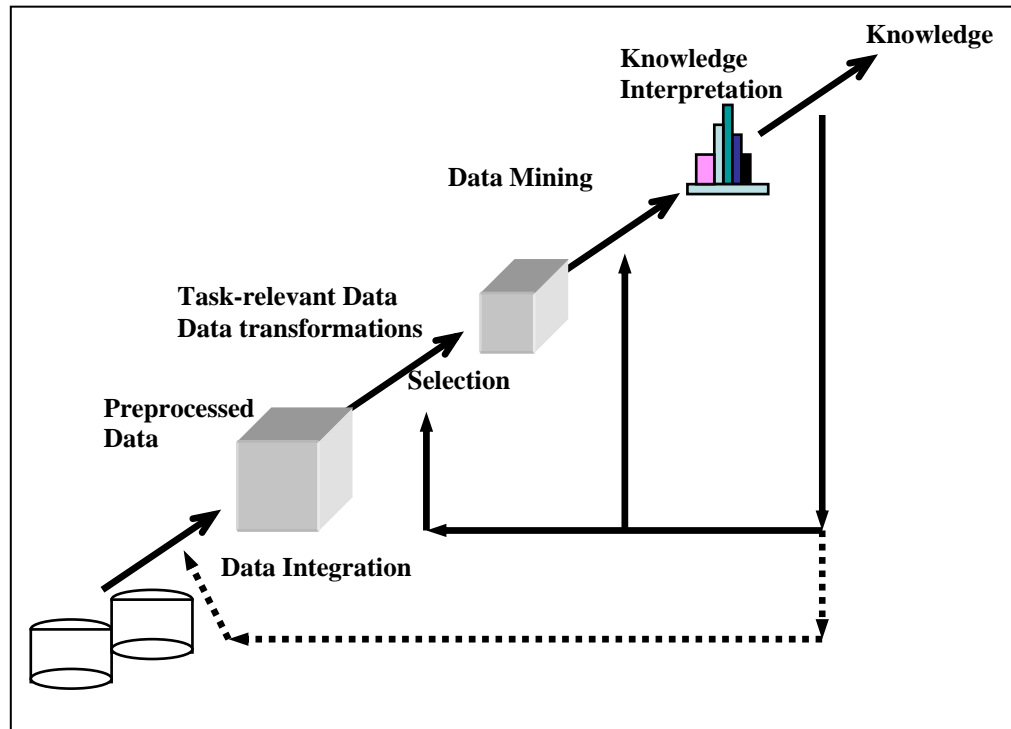 Knowledge
Knowledge
Interpretation
Data Mining
Task-relevant Data
Data transformations
Selection
Preprocessed
Data
Data Integration